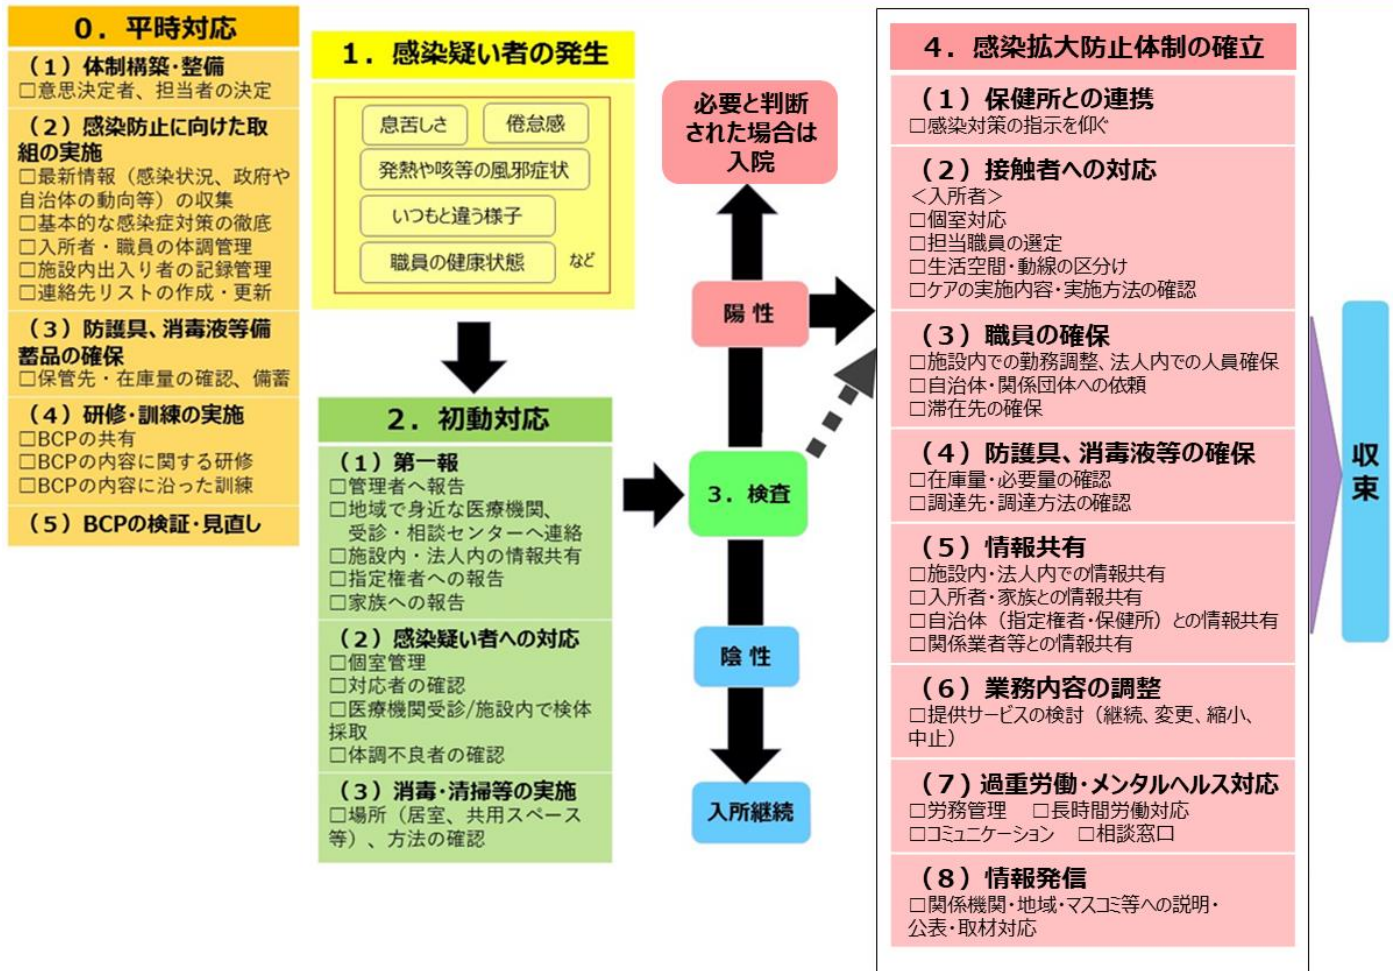 0．平時対応
（1）体制構築・整備
□意思決定者、担当者の決定
（2）感染防止に向けた取
組の実施
□最新情報（感染状況、政府や
自治体の動向等）の収集
□基本的な感染症対策の徹底
□入所者・職員の体調管理
□施設内出入り者の記録管理
□連絡先リストの作成・更新
（3）防護具、消毒液等備
蓄品の確保
□保管先・在庫量の確認、備蓄
（4）研修・訓練の実施
□BCPの共有
□BCPの内容に関する研修
□BCPの内容に沿った訓練
（5）BCPの検証・見直し
1．感染疑い者の発生
息苦しさ
倦怠感
発熱や咳等の風邪症状
いつもと違う様子
職員の健康状態
など
2．初動対応
（1）第一報
□管理者へ報告
□地域で身近な医療機関、
受診・相談センターへ連絡
□施設内・法人内の情報共有
□指定権者への報告
□家族への報告
（2）感染疑い者への対応
□個室管理
□対応者の確認
□医療機関受診/施設内で検体
採取
□体調不良者の確認
（3）消毒・清掃等の実施
□場所（居室、共用スペース
等）、方法の確認
必要と判断
された場合は
入院
陽性
3．検査
陰性
入所継続
4．感染拡大防止体制の確立
（1）保健所との連携
□感染対策の指示を仰ぐ
（2）接触者への対応
＜入所者＞
□個室対応
□担当職員の選定
□生活空間・動線の区分け
□ケアの実施内容・実施方法の確認
（3）職員の確保
□施設内での勤務調整、法人内での人員確保
□自治体・関係団体への依頼
□滞在先の確保
（4）防護具、消毒液等の確保
□在庫量・必要量の確認
□調達先・調達方法の確認
（5）情報共有
□施設内・法人内での情報共有
□入所者・家族との情報共有
□自治体（指定権者・保健所）との情報共有
□関係業者等との情報共有
（6）業務内容の調整
□提供サービスの検討（継続、変更、縮小、
中止）
（7）過重労働・メンタルヘルス対応
□労務管理　□長時間労働対応
□コミュニケーション　□相談窓口
（8）情報発信
□関係機関・地域・マスコミ等への説明・
公表・取材対応
収束